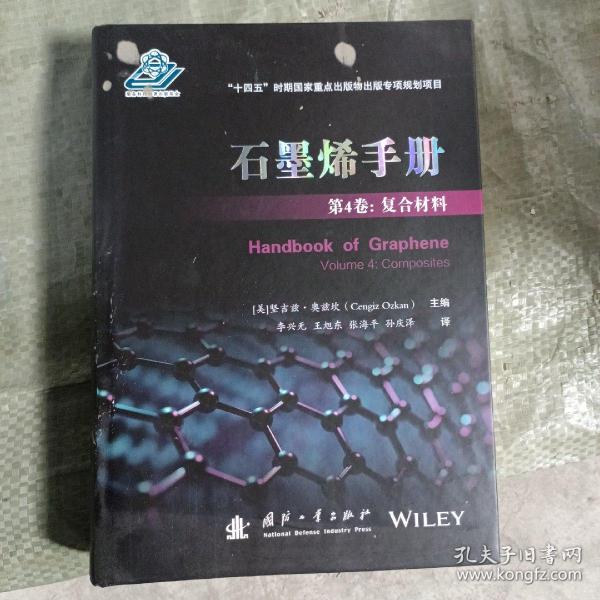 “十四五”时期国家重点出版物出版专项规划项目
石墨烯手册
第4卷：复合材料
Handbook of Graphene
Volume 4: Composites
[美]坚吉兹·奥兹坎（Cengiz Ozkan） 主编
李兴无 王旭东 张海平 孙庆泽 译
国防工业出版社
National Defense Industry Press
WILEY
孔夫子旧书网
www.kongfz.com